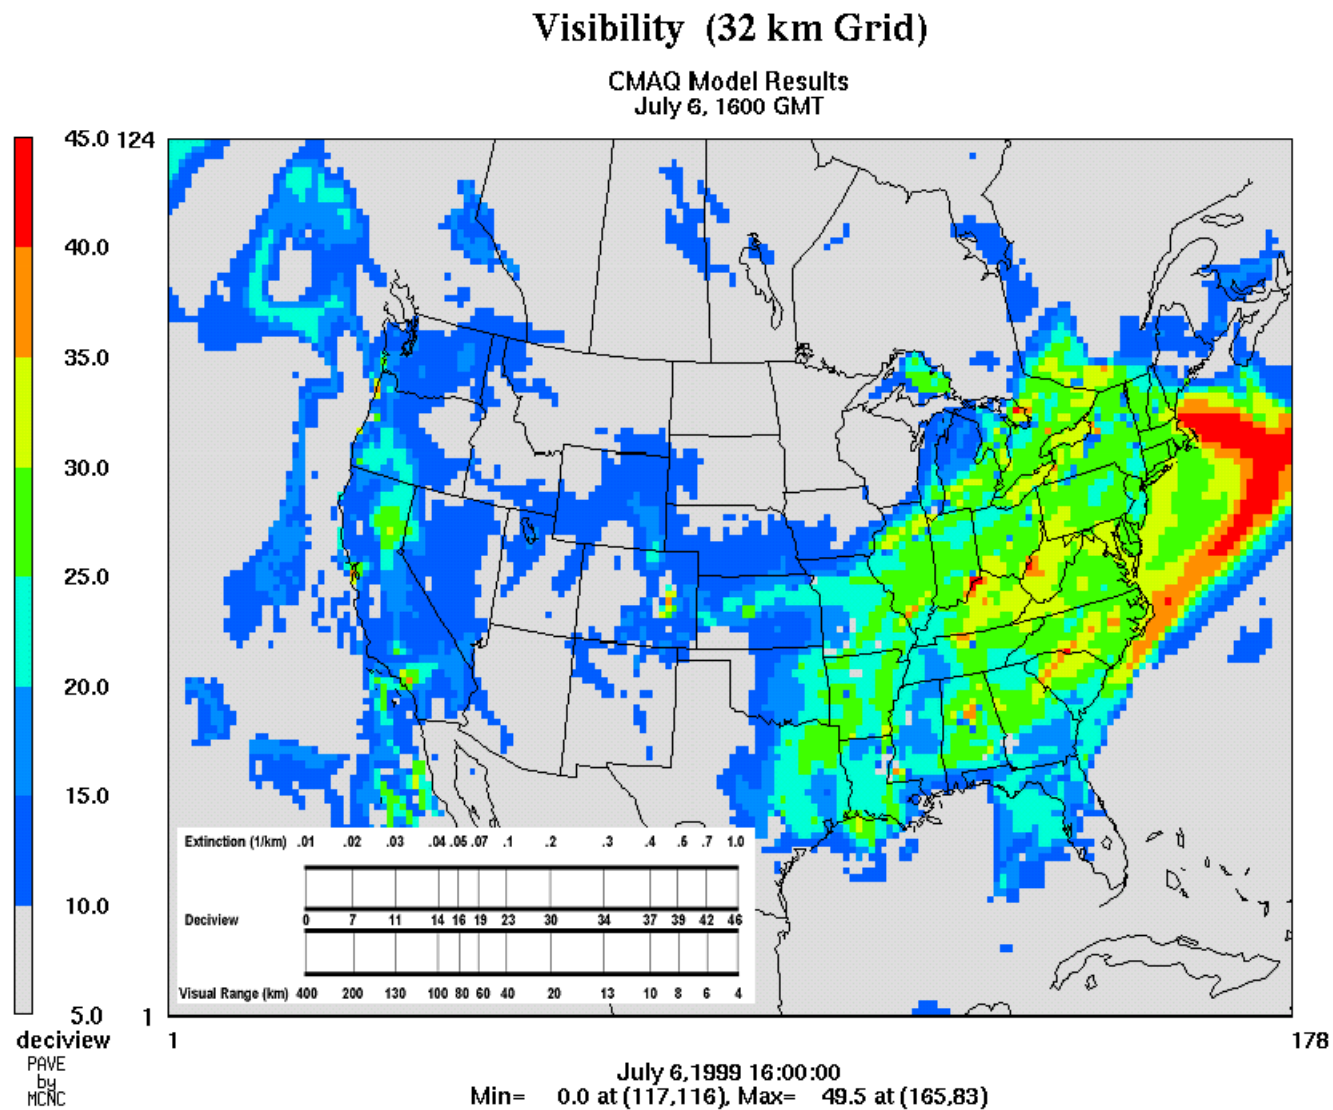 Visibility (32 km Grid)
CMAQ Model Results
July 6, 1600 GMT
45.0
124
40.0
35.0
30.0
25.0
20.0
15.0
10.0
5.0
1
deciview
PAVE
by
MCNC
Extinction (1/km) .01 .02 .03 .04 .05 .07 .1 .2 .3 .4 .5 .7 1.0
Deciview 0 7 11 14 16 19 23 30 34 37 39 42 46
Visual Range (km) 400 200 130 100 80 60 40 20 13 10 8 6 4
1
178
July 6,1999 16:00:00
Min= 0.0 at (117,116), Max= 49.5 at (165,83)